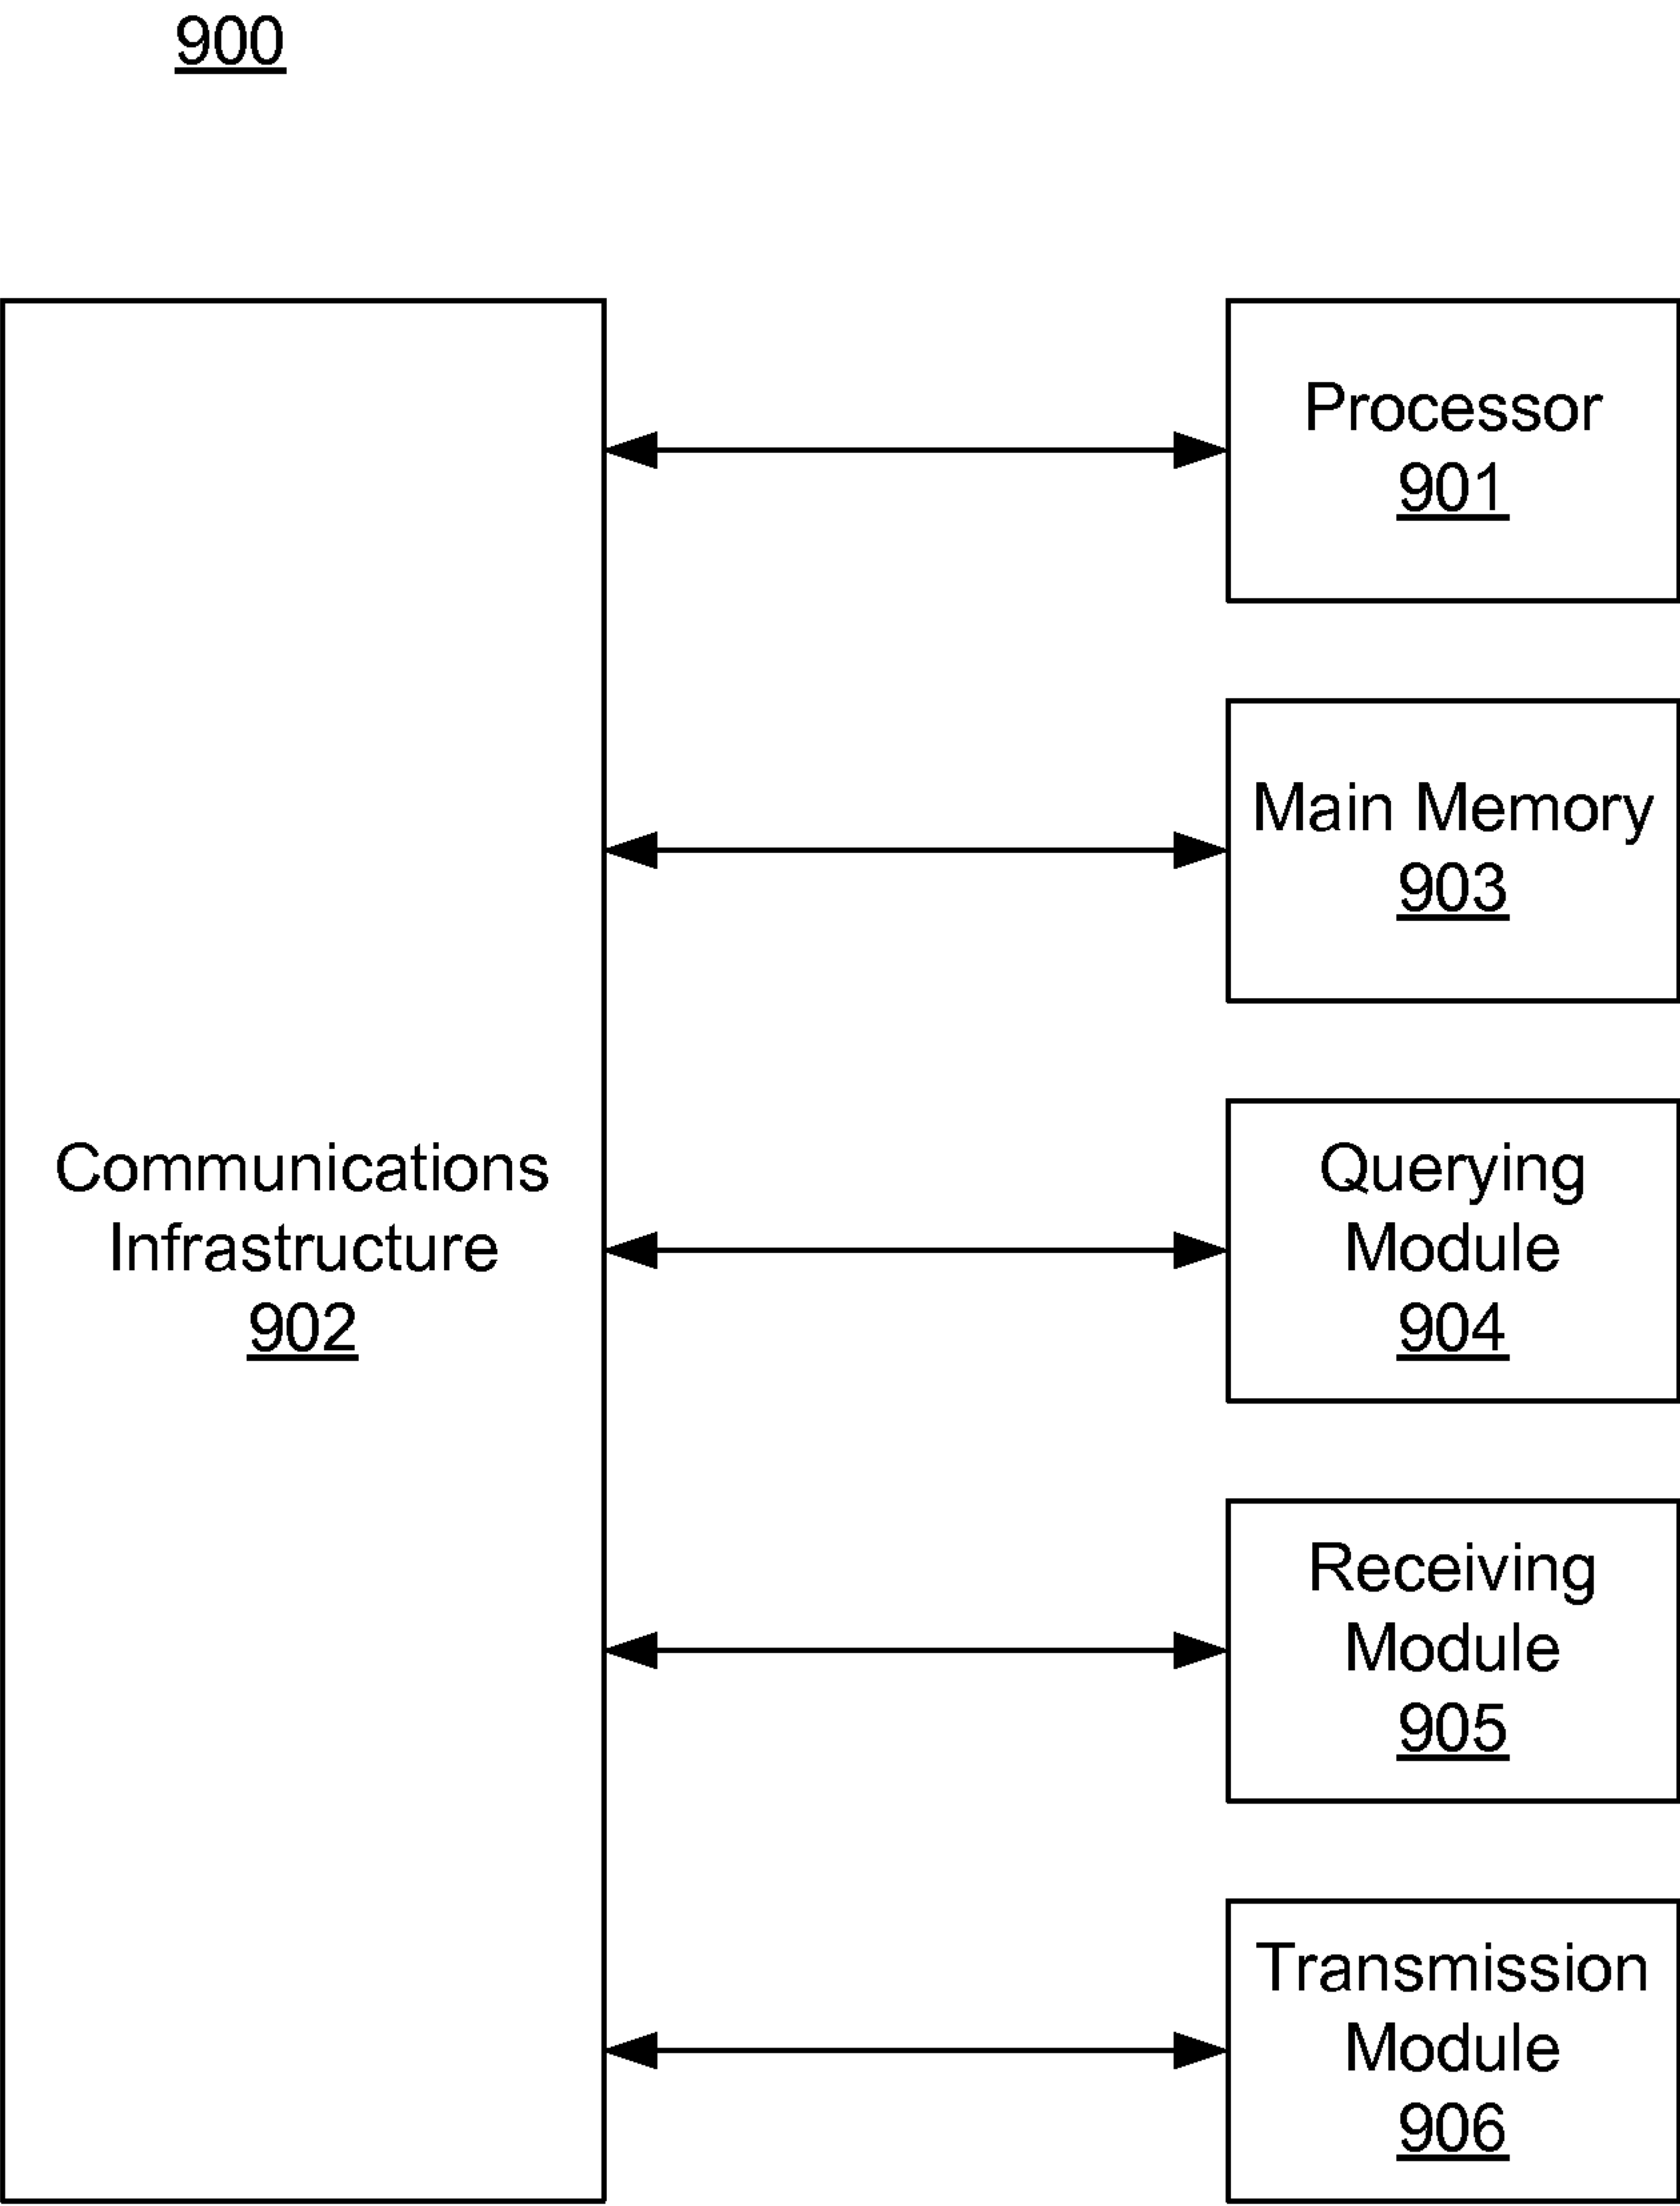 900
Processor
901
Main Memory
903
Communications
Infrastructure
902
Querying
Module
904
Receiving
Module
905
Transmission
Module
906